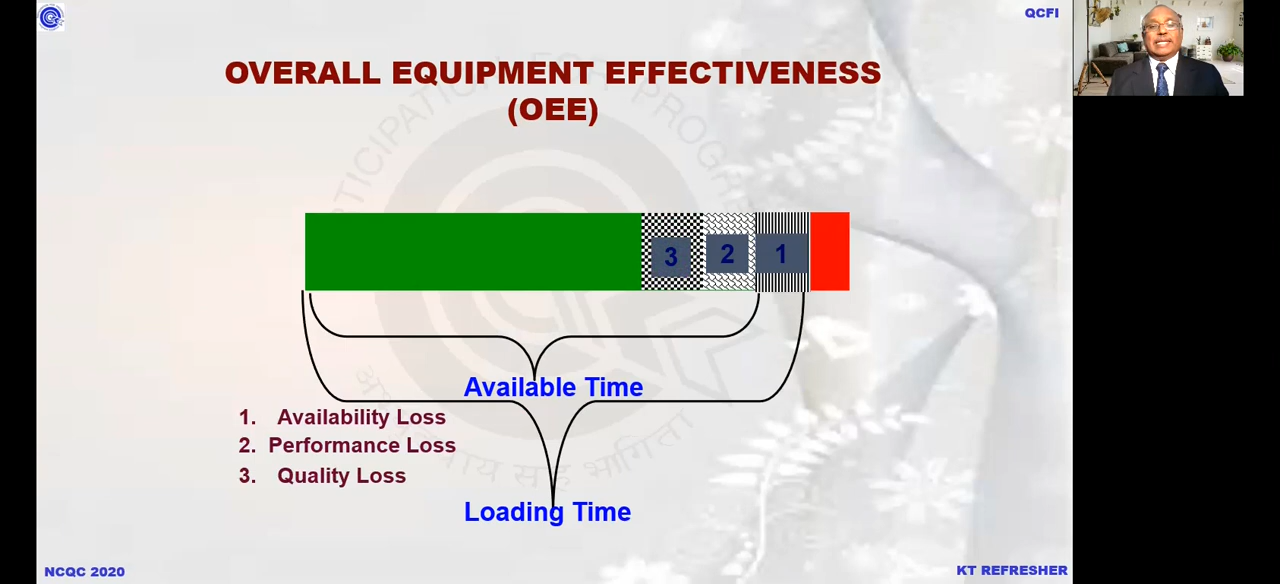 QCFI
OVERALL EQUIPMENT EFFECTIVENESS
(OEE)
3 2 1
Available Time
1. Availability Loss
2. Performance Loss
3. Quality Loss
Loading Time
NCQC 2020
KT REFRESHER